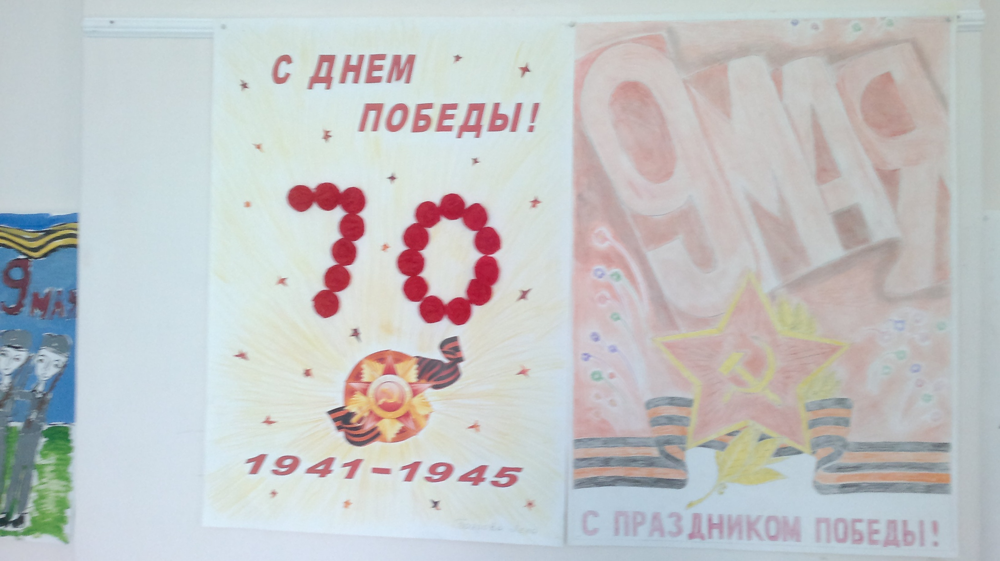 9
МАЯ
С ДНЕМ
ПОБЕДЫ!
70
1941-1945
9 МАЯ
С ПРАЗДНИКОМ ПОБЕДЫ!